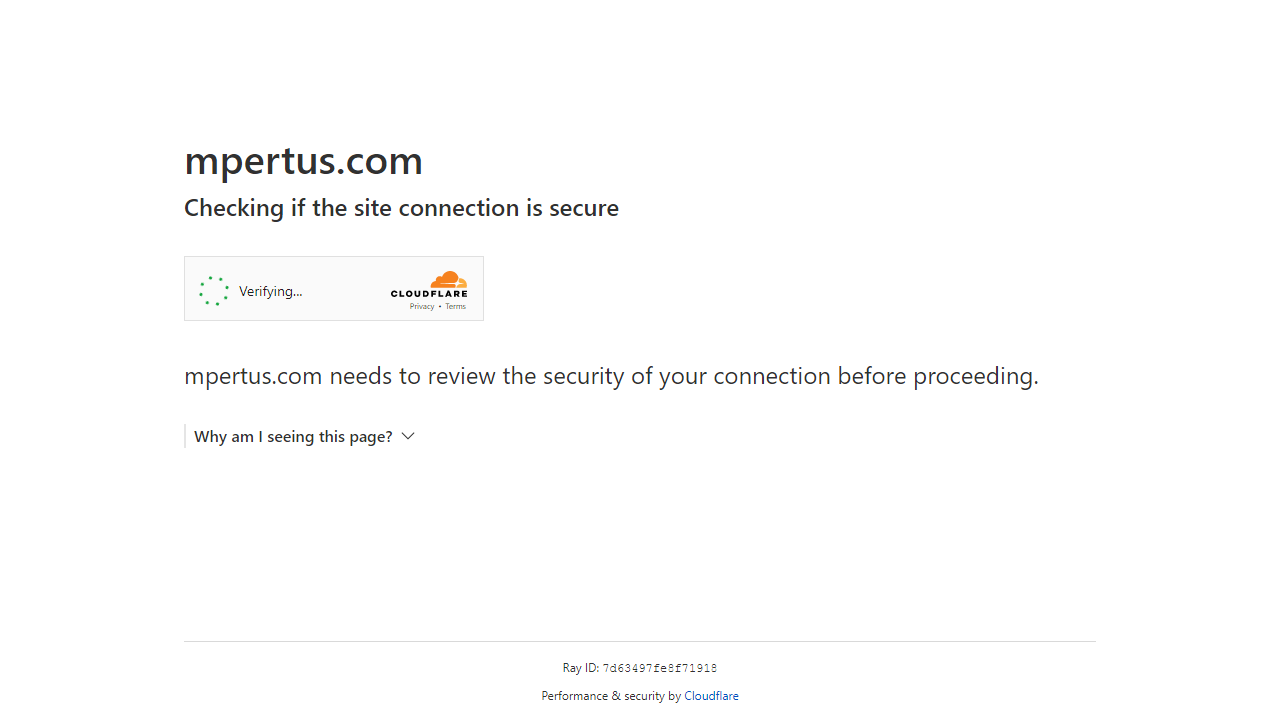 mpertus.com
Checking if the site connection is secure
Verifying...
CLOUDFLARE
Privacy • Terms
mpertus.com needs to review the security of your connection before proceeding.
Why am I seeing this page?
Ray ID: 7d63497fe8f71918
Performance & security by Cloudflare